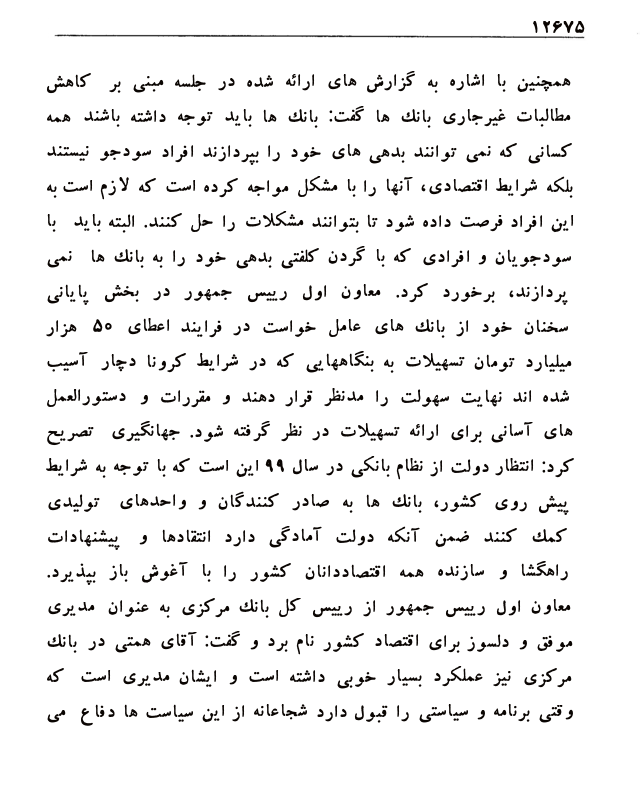 ۱۲۶۷۵
همچنین با اشاره به گزارش های ارائه شده در جلسه مبنی بر کاهش
مطالبات غیرجاری بانك ها گفت: بانك ها باید توجه داشته باشند همه
کسانی که نمی توانند بدهی های خود را بپردازند افراد سودجو نیستند
بلکه شرایط اقتصادی، آنها را با مشکل مواجه کرده است که لازم است به
این افراد فرصت داده شود تا بتوانند مشکلات را حل کنند. البته باید با
سودجویان و افرادی که با گردن کلفتی بدهی خود را به بانك ها نمی
پردازند، برخورد کرد. معاون اول رییس جمهور در بخش پایانی
سخنان خود از بانك های عامل خواست در فرایند اعطای ۵۰ هزار
میلیارد تومان تسهیلات به بنگاههایی که در شرایط کرونا دچار آسیب
شده اند نهایت سهولت را مدنظر قرار دهند و مقررات و دستورالعمل
های آسانی برای ارائه تسهیلات در نظر گرفته شود. جهانگیری تصریح
کرد: انتظار دولت از نظام بانکی در سال ۹۹ این است که با توجه به شرایط
پیش روی کشور، بانك ها به صادر کنندگان و واحدهای تولیدی
کمك کنند ضمن آنکه دولت آمادگی دارد انتقادها و پیشنهادات
راهگشا و سازنده همه اقتصاددانان کشور را با آغوش باز بپذیرد.
معاون اول رییس جمهور از رییس کل بانك مرکزی به عنوان مدیری
موفق و دلسوز برای اقتصاد کشور نام برد و گفت: آقای همتی در بانك
مرکزی نیز عملکرد بسیار خوبی داشته است و ایشان مدیری است که
وقتی برنامه و سیاستی را قبول دارد شجاعانه از این سیاست ها دفاع می